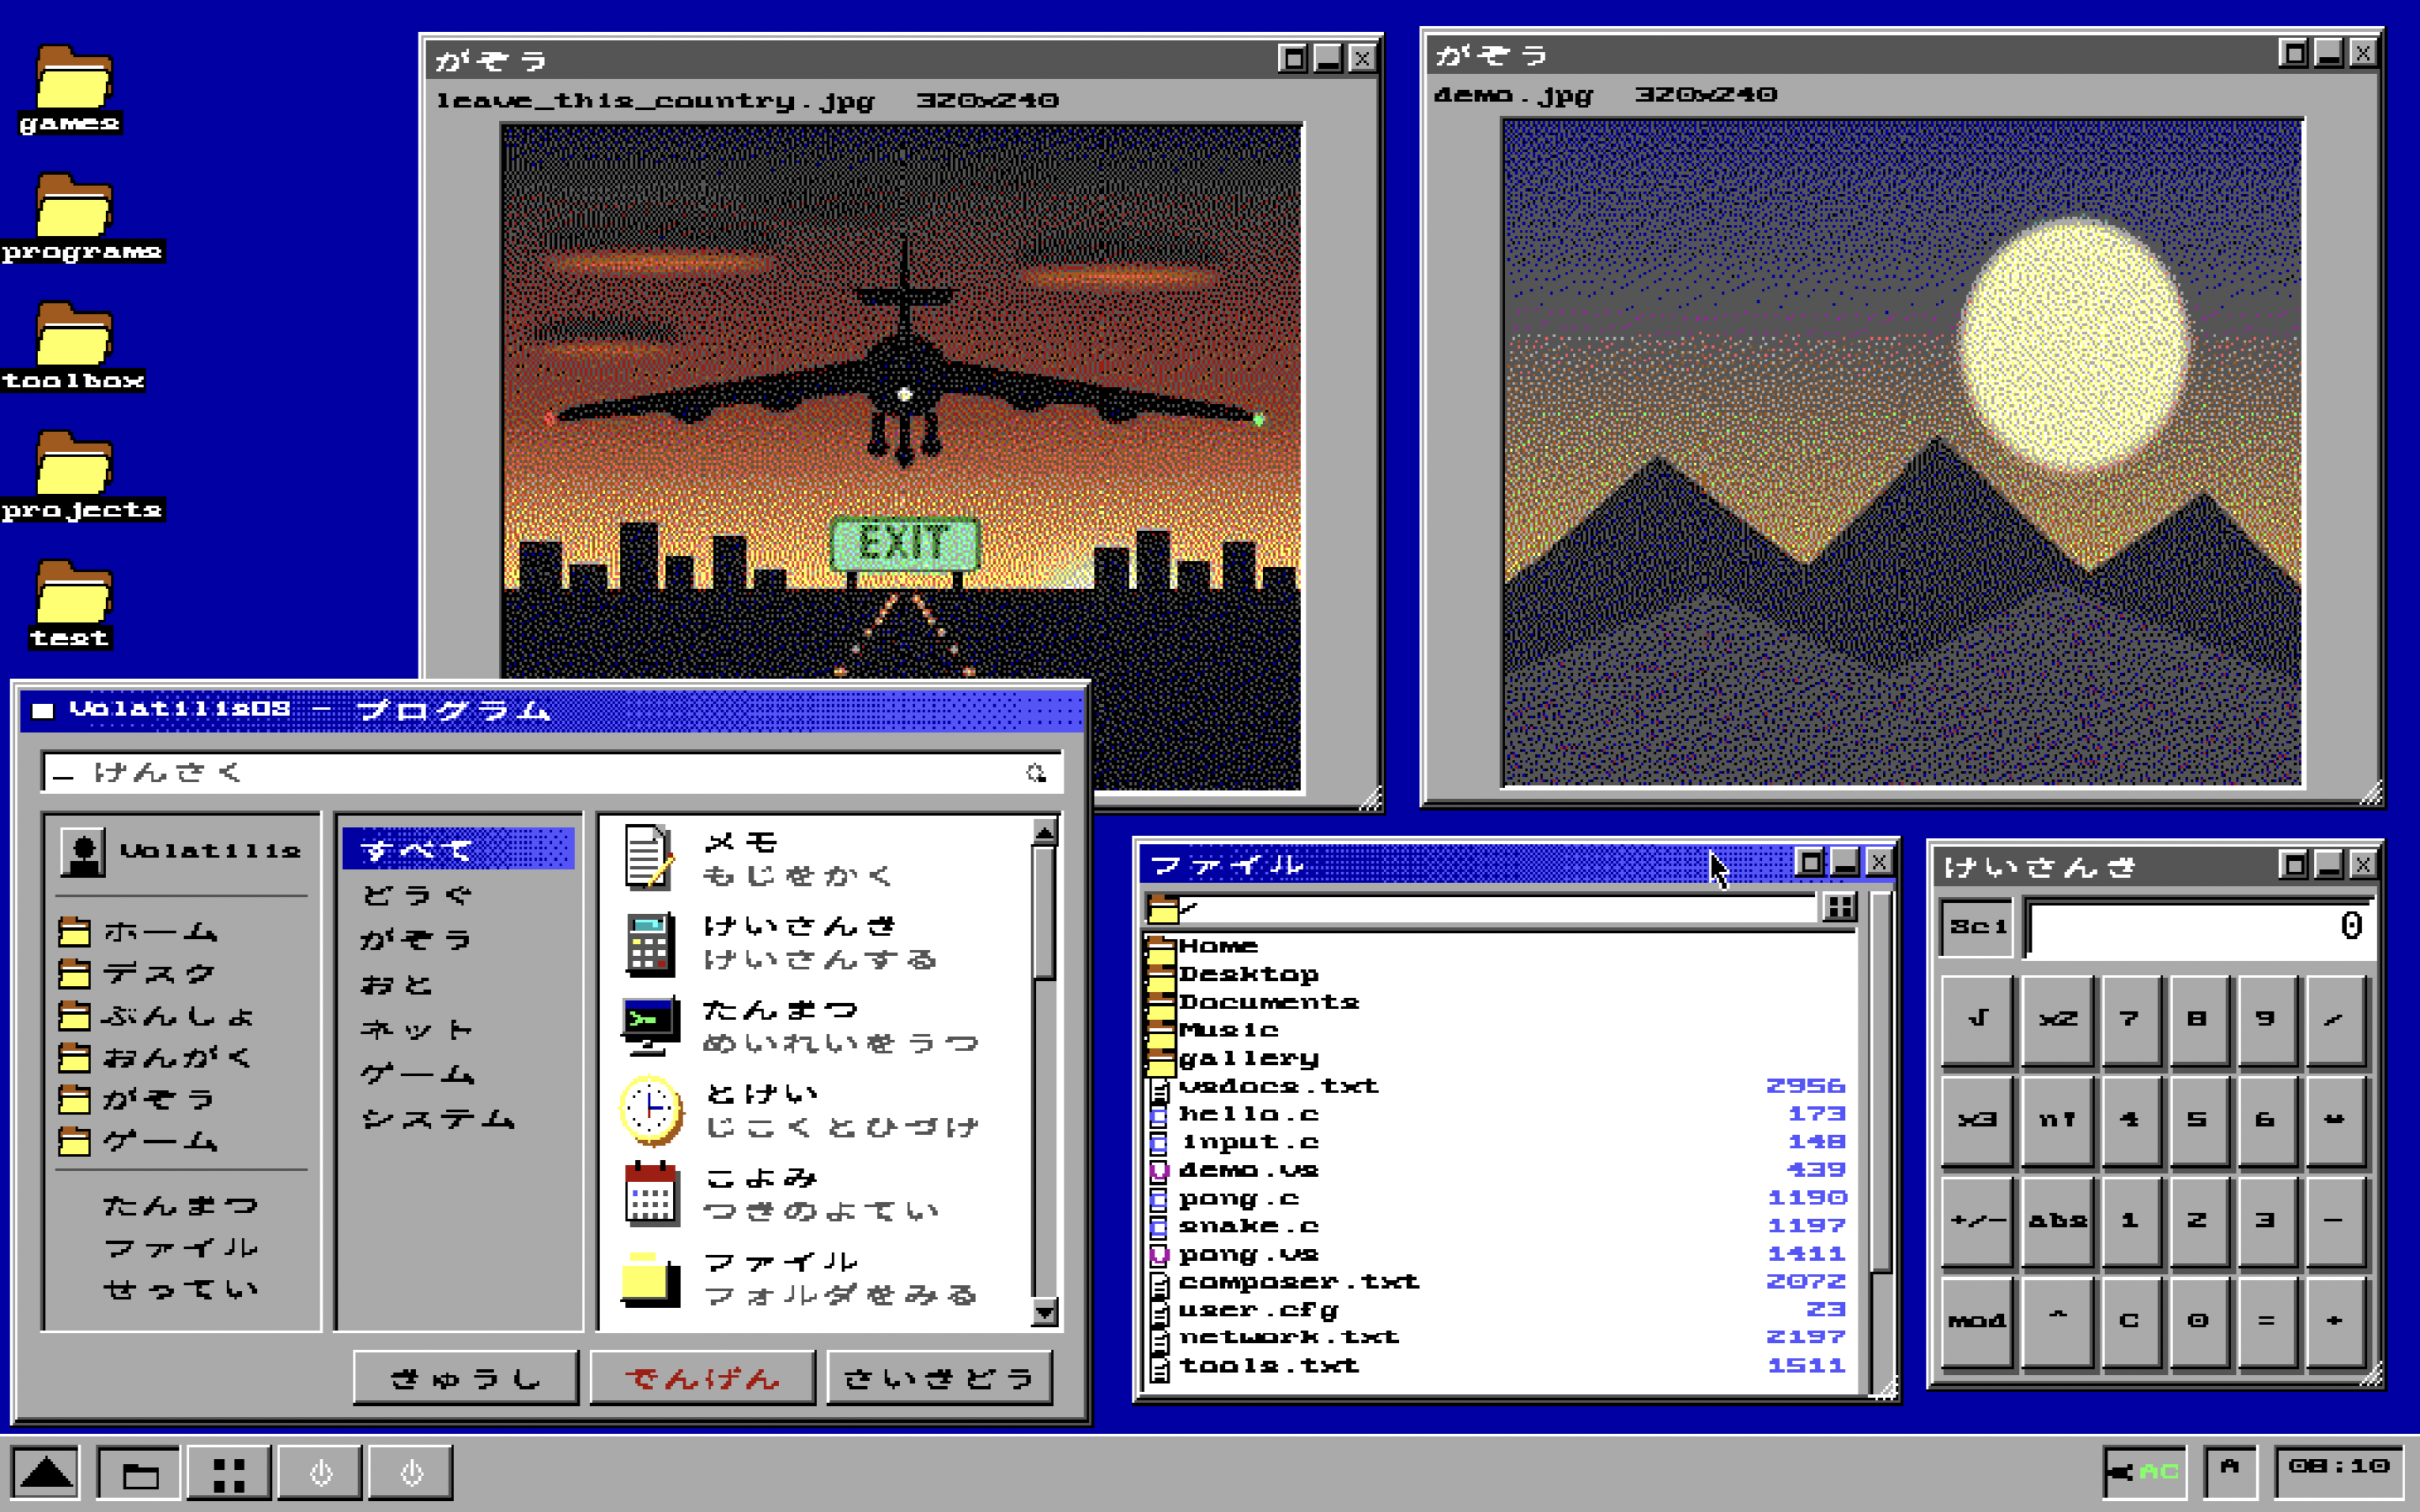 games
programs
toolbox
projects
test
がぞう
leave_this_country.jpg 320x240
EXIT
がぞう
demo.jpg 320x240
VolatilisOS - プログラム
けんさく
Volatilis
ホーム
デスク
ぶんしょ
おんがく
がぞう
ゲーム
たんまつ
ファイル
せってい
すべて
どうぐ
がぞう
おと
ネット
ゲーム
システム
メモ
もじをかく
けいさんき
けいさんする
たんまつ
めいれいをうつ
とけい
じこくとひづけ
こよみ
つきのよてい
ファイル
フォルダをみる
きゅうし
でんげん
さいきどう
ファイル
/
Home
Desktop
Documents
Music
gallery
vsdocs.txt 2956
hello.c 173
input.c 148
demo.vs 439
pong.c 1190
snake.c 1197
pong.vs 1411
composer.txt 2072
user.cfg 23
network.txt 2197
tools.txt 1511
けいさんき
Sci 0
√ x2 7 8 9 /
x3 n! 4 5 6 *
+/- abs 1 2 3 -
mod ^ C 0 = +
AC A 08:10